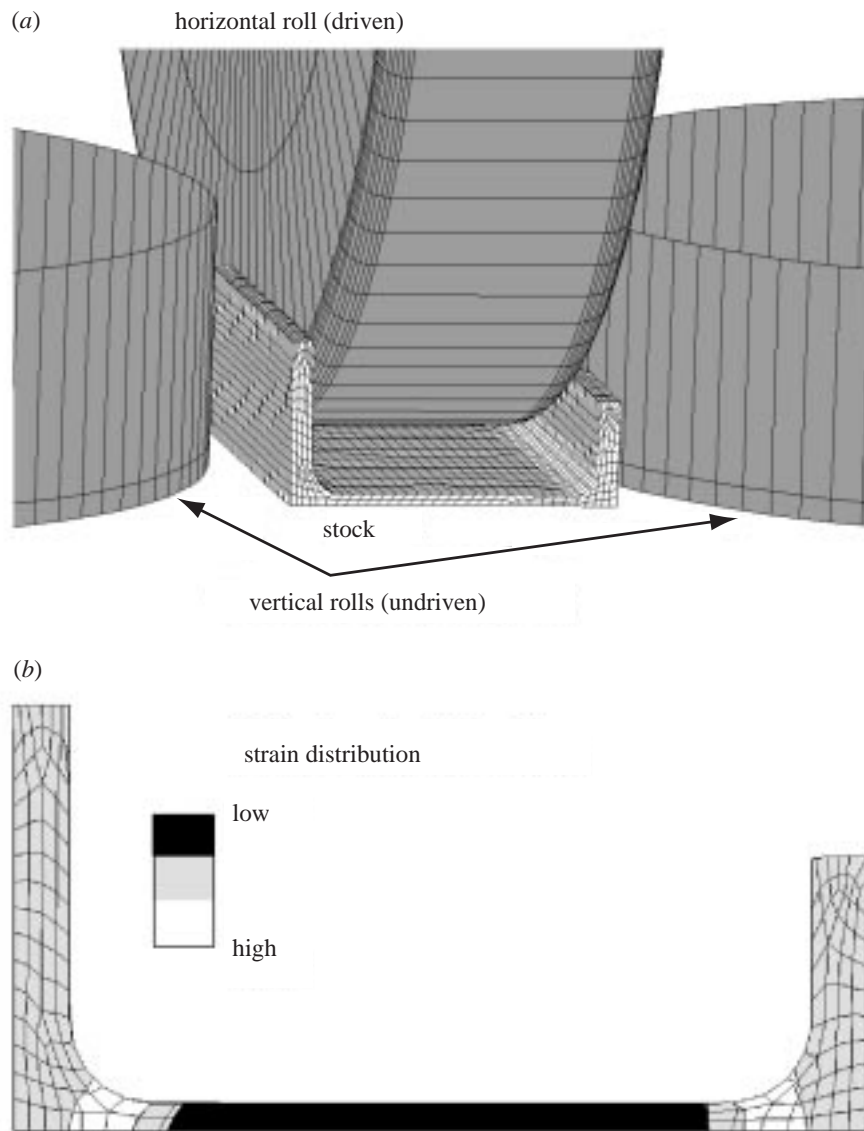 (a)
horizontal roll (driven)
stock
vertical rolls (undriven)
(b)
strain distribution
low
high